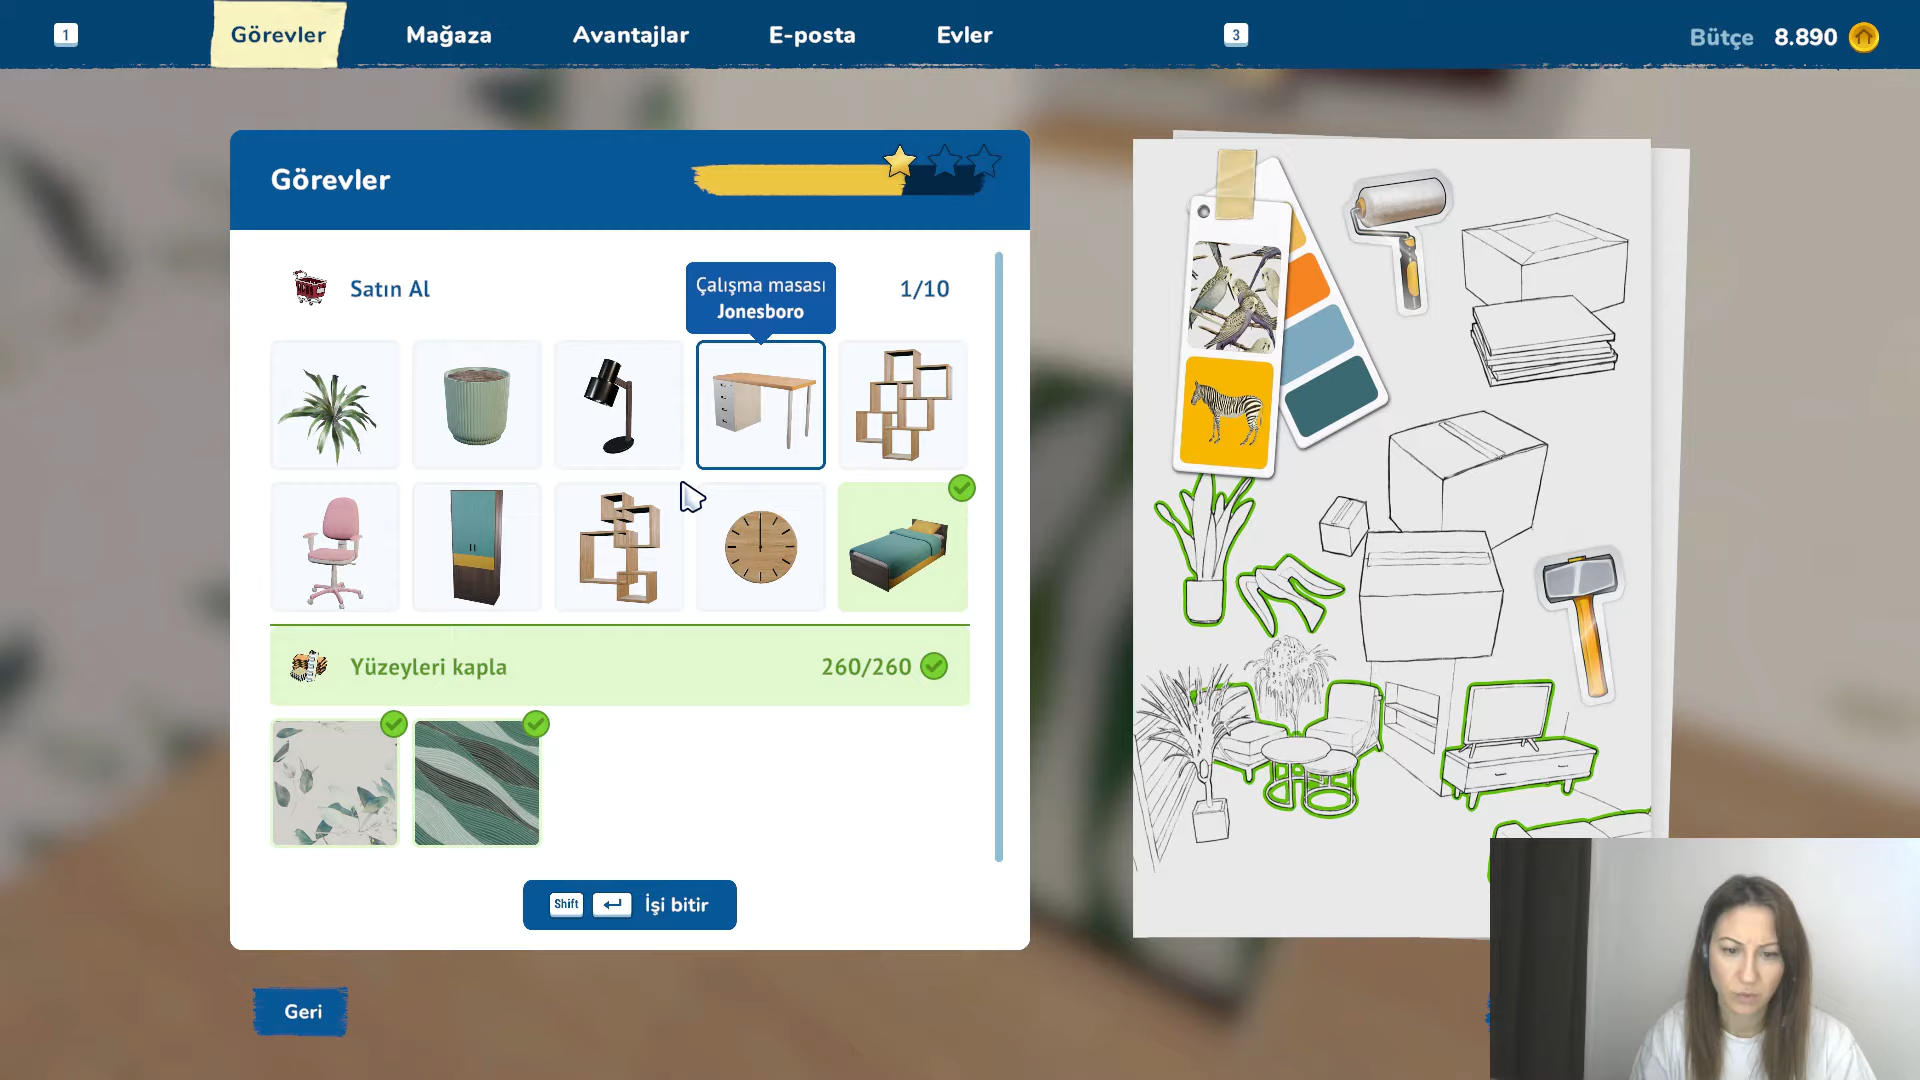 1
Görevler
Mağaza
Avantajlar
E-posta
Evler
3
Bütçe 8.890
Görevler
Satın Al
1/10
Çalışma masası
Jonesboro
Yüzeyleri kapla
260/260
Shift
İşi bitir
Geri